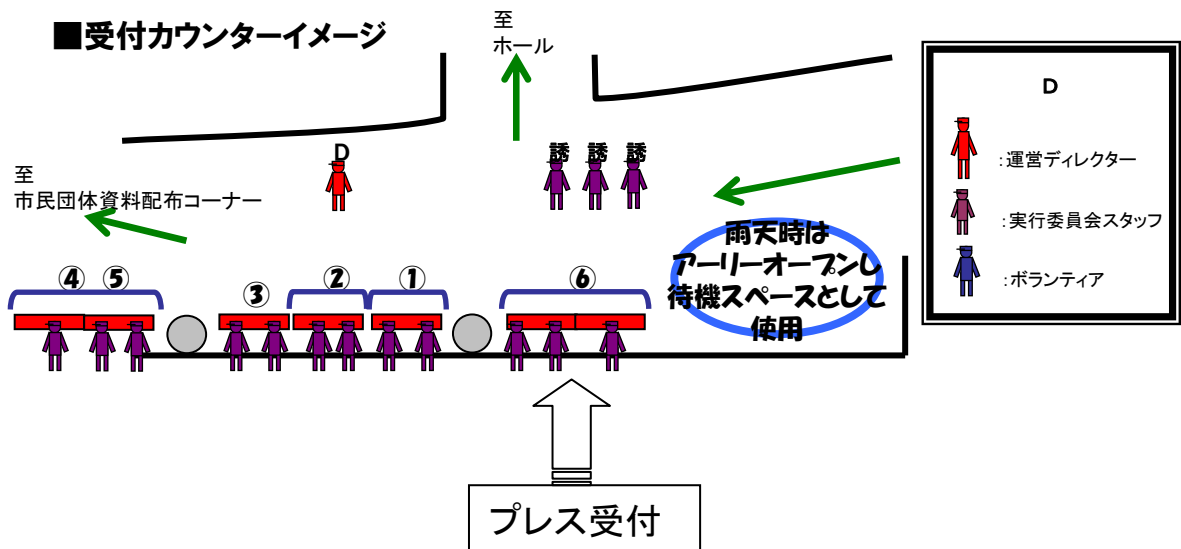 ■受付カウンターイメージ
至
ホール
D
:運営ディレクター
:実行委員会スタッフ
:ボランティア
D
誘 誘 誘
至
市民団体資料配布コーナー
雨天時は
アーリーオープンし
待機スペースとして
使用
④ ⑤ ③ ② ① ⑥
プレス受付